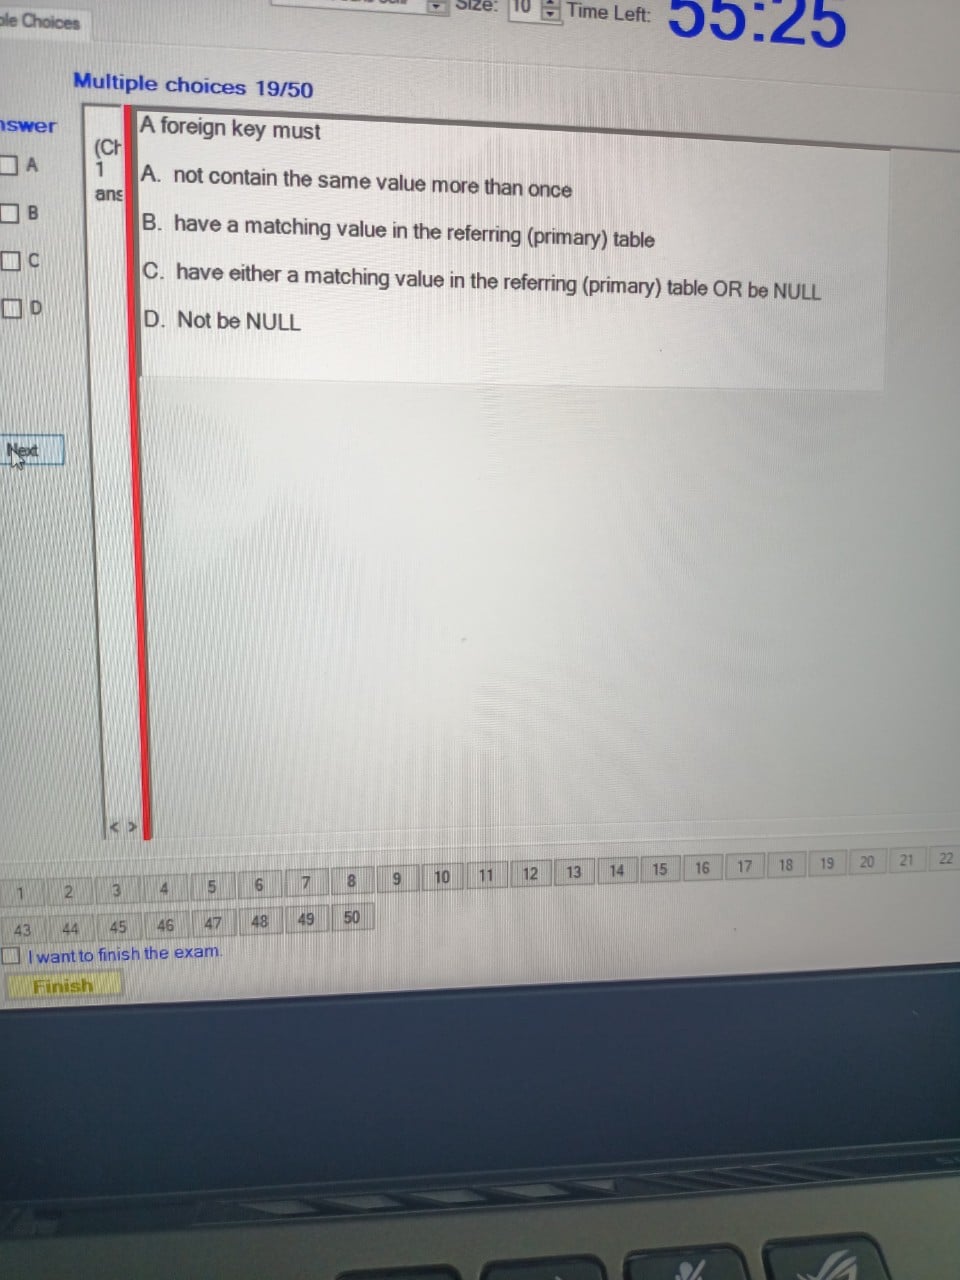 Size: 10 Time Left: 55:25
ple Choices
Multiple choices 19/50
nswer
A
B
C
D
Next
(Ch
1
ans
A foreign key must
A. not contain the same value more than once
B. have a matching value in the referring (primary) table
C. have either a matching value in the referring (primary) table OR be NULL
D. Not be NULL
< >
1 2 3 4 5 6 7 8 9 10 11 12 13 14 15 16 17 18 19 20 21 22
43 44 45 46 47 48 49 50
I want to finish the exam.
Finish